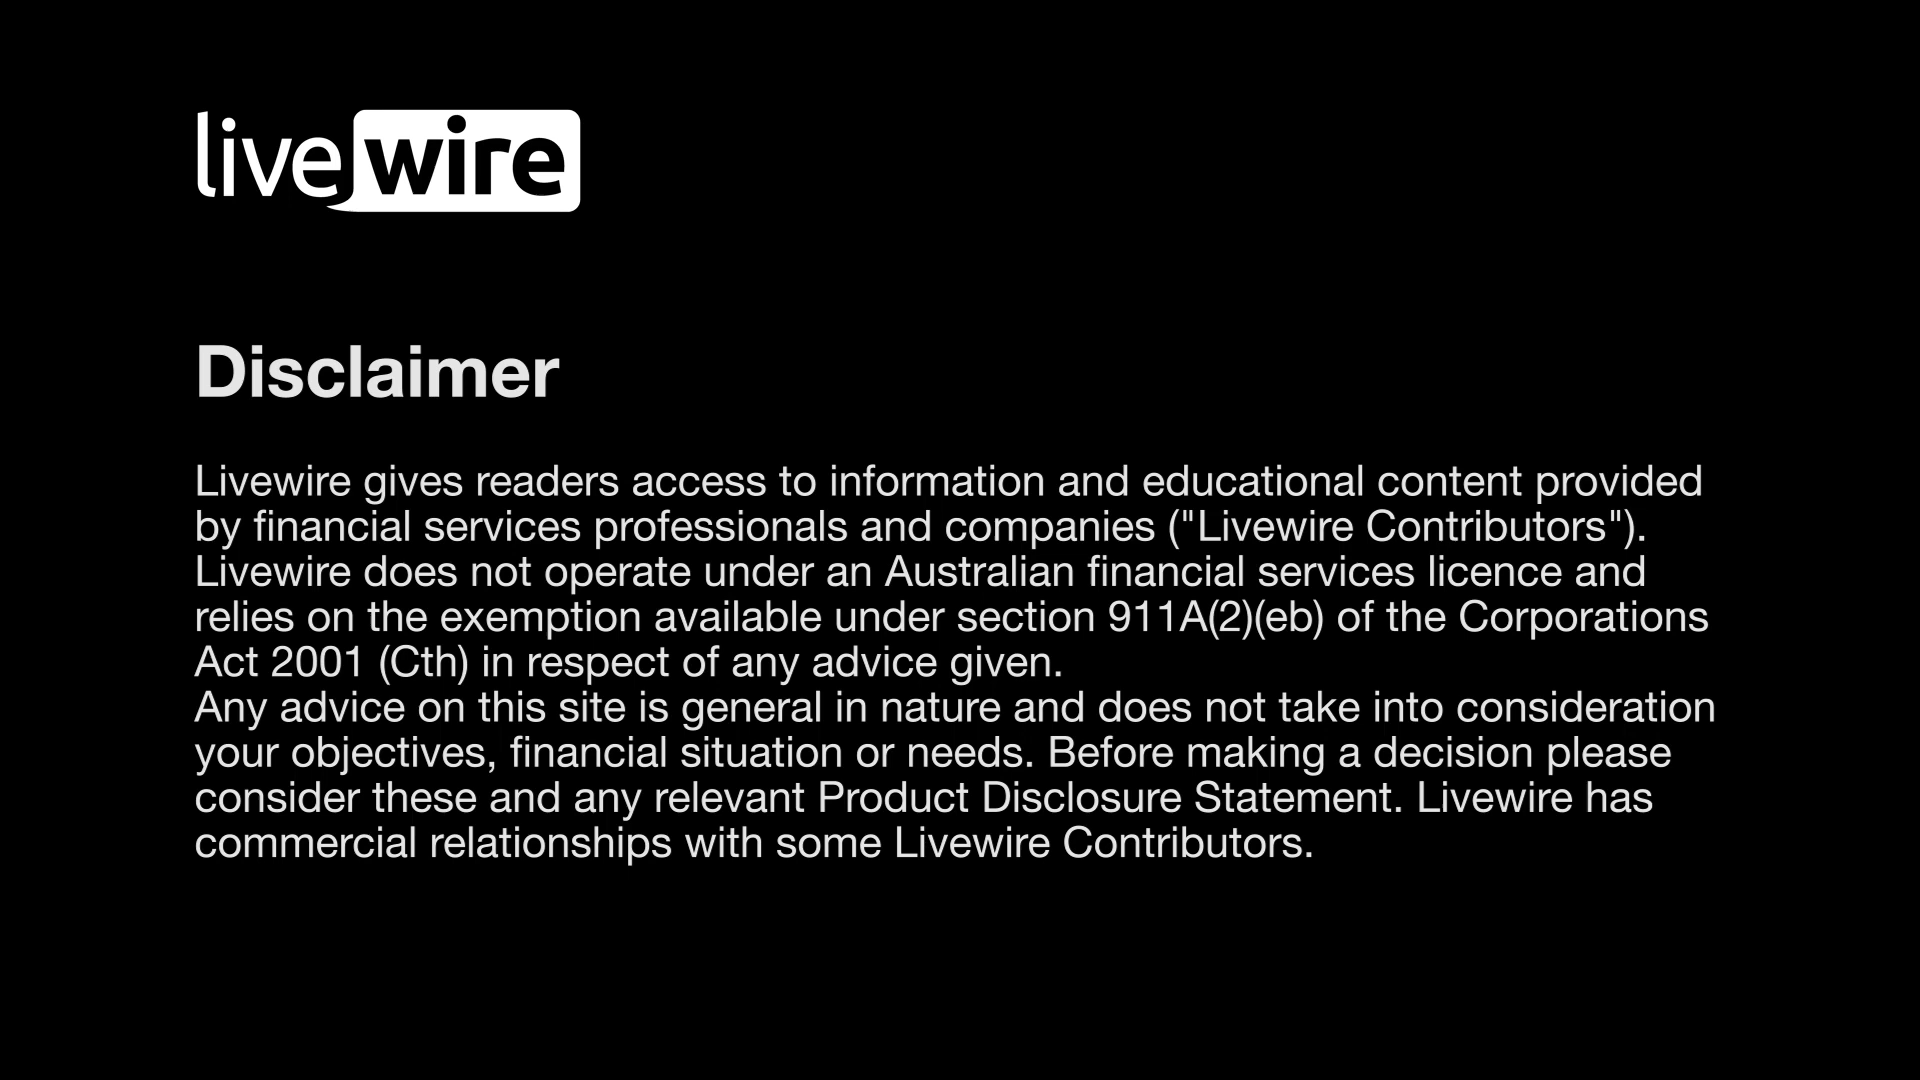 livewire
Disclaimer
Livewire gives readers access to information and educational content provided
by financial services professionals and companies ("Livewire Contributors").
Livewire does not operate under an Australian financial services licence and
relies on the exemption available under section 911A(2)(eb) of the Corporations
Act 2001 (Cth) in respect of any advice given.
Any advice on this site is general in nature and does not take into consideration
your objectives, financial situation or needs. Before making a decision please
consider these and any relevant Product Disclosure Statement. Livewire has
commercial relationships with some Livewire Contributors.